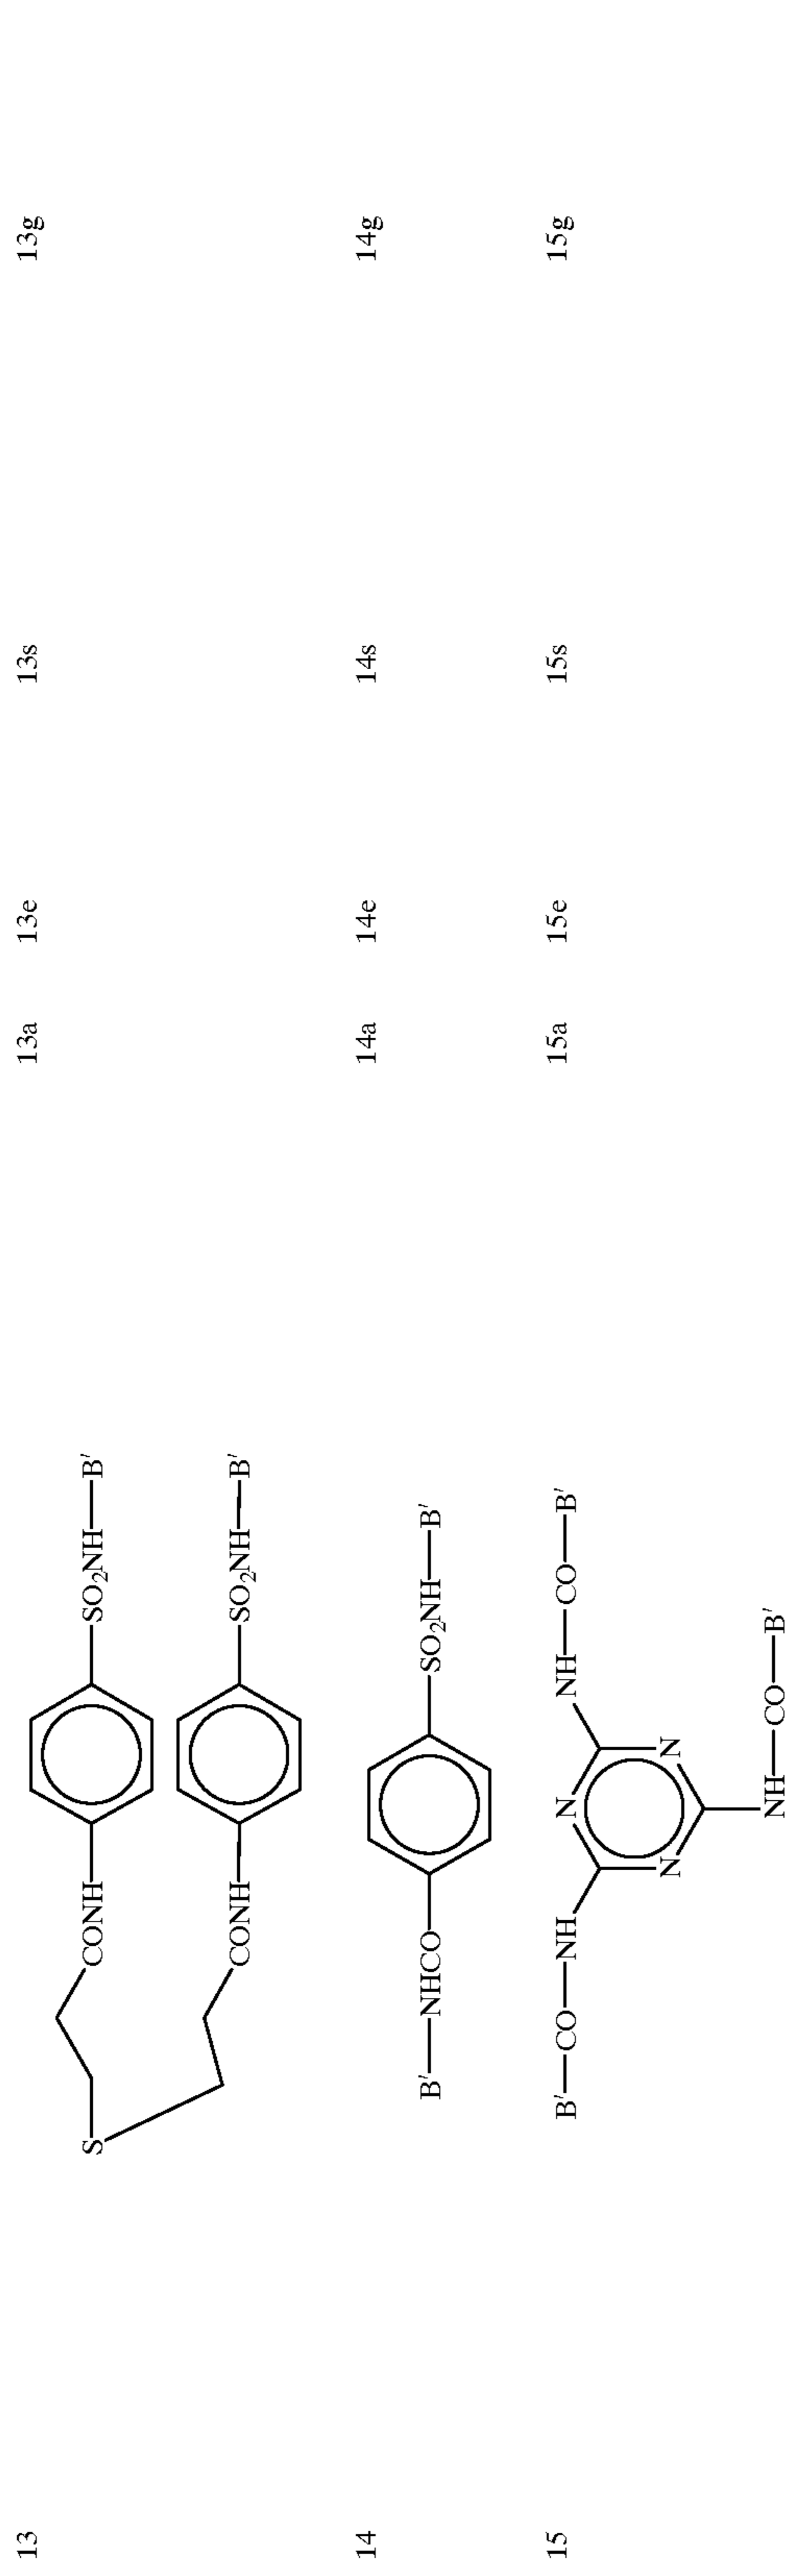 13 13a 13e 13s 13g
CONH SO2NH B′
S
CONH SO2NH B′
14 14a 14e 14s 14g
B′ NHCO SO2NH B′
15 15a 15e 15s 15g
B′ CO NH N NH CO B′
N N
NH CO B′